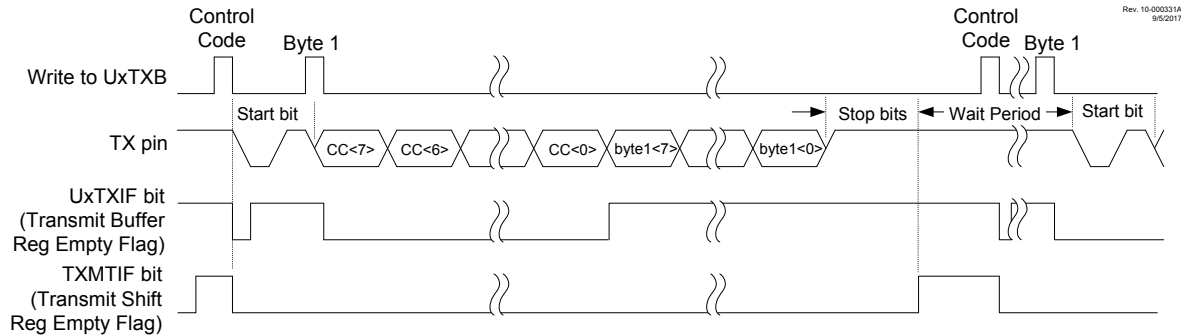 Rev. 10-000331A
9/5/2017
Control
Code
Byte 1
Control
Code
Byte 1
Write to UxTXB
Start bit
Stop bits
Wait Period
Start bit
TX pin
CC<7>
CC<6>
CC<0>
byte1<7>
byte1<0>
UxTXIF bit
(Transmit Buffer
Reg Empty Flag)
TXMTIF bit
(Transmit Shift
Reg Empty Flag)